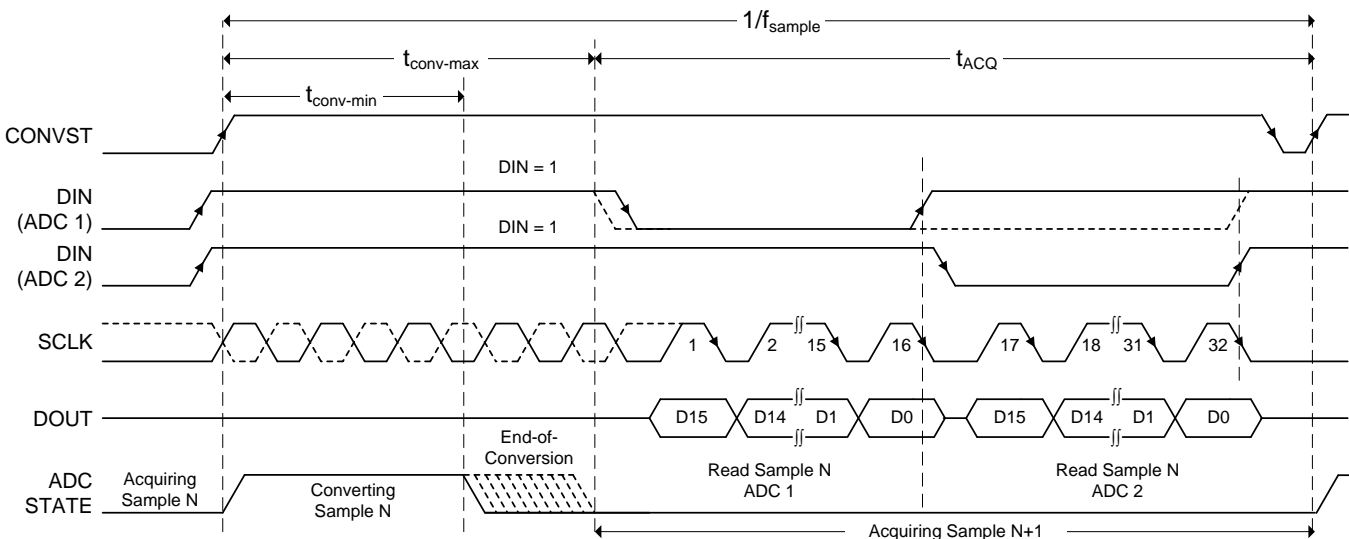 1/fsample
tconv-max
tACQ
tconv-min
CONVST
DIN = 1
DIN
(ADC 1)
DIN = 1
DIN
(ADC 2)
SCLK
1 2 15 16 17 18 31 32
DOUT
D15 D14 D1 D0 D15 D14 D1 D0
End-of-
Conversion
ADC
STATE
Acquiring
Sample N
Converting
Sample N
Read Sample N
ADC 1
Read Sample N
ADC 2
Acquiring Sample N+1